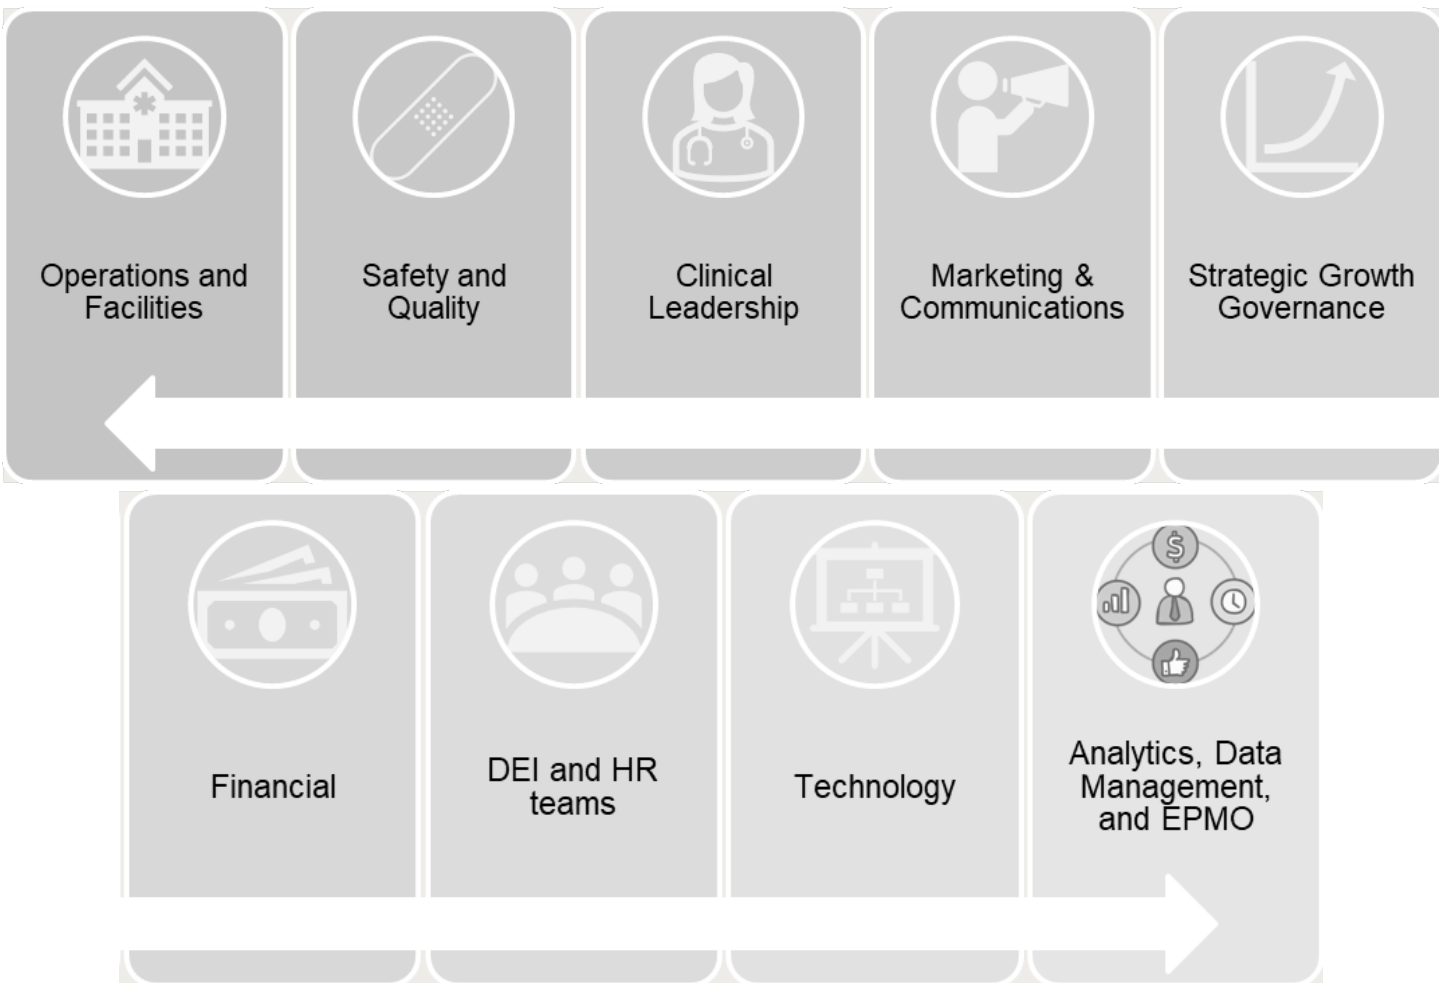 Operations and
Facilities
Safety and
Quality
Clinical
Leadership
Marketing &
Communications
Strategic Growth
Governance
Financial
DEI and HR
teams
Technology
$
Analytics, Data
Management,
and EPMO